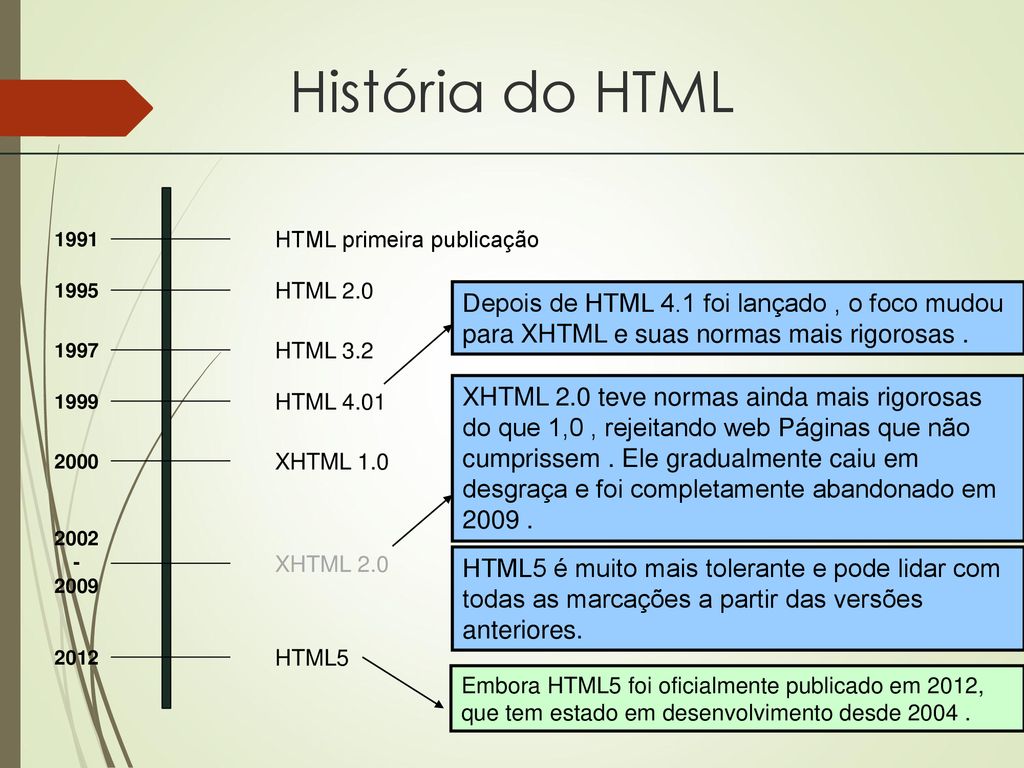 História do HTML
1991
HTML primeira publicação
1995
HTML 2.0
Depois de HTML 4.1 foi lançado , o foco mudou
para XHTML e suas normas mais rigorosas .
1997
HTML 3.2
1999
HTML 4.01
XHTML 2.0 teve normas ainda mais rigorosas
do que 1,0 , rejeitando web Páginas que não
cumprissem . Ele gradualmente caiu em
desgraça e foi completamente abandonado em
2009 .
2000
XHTML 1.0
2002
-
2009
XHTML 2.0
HTML5 é muito mais tolerante e pode lidar com
todas as marcações a partir das versões
anteriores.
2012
HTML5
Embora HTML5 foi oficialmente publicado em 2012,
que tem estado em desenvolvimento desde 2004 .